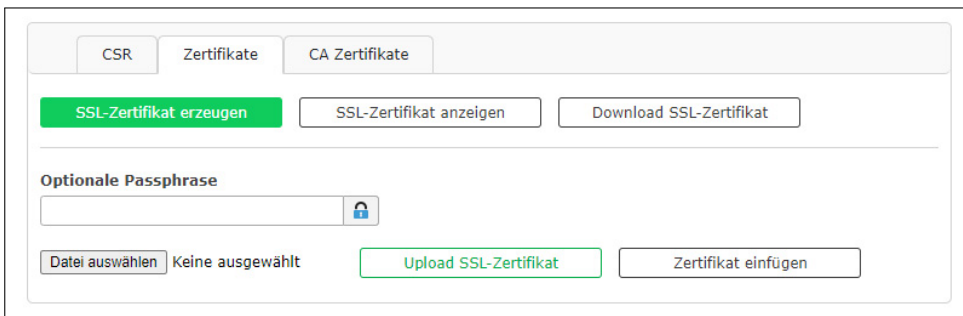 CSR Zertifikate CA Zertifikate
SSL-Zertifikat erzeugen SSL-Zertifikat anzeigen Download SSL-Zertifikat
Optionale Passphrase
Datei auswählen Keine ausgewählt Upload SSL-Zertifikat Zertifikat einfügen